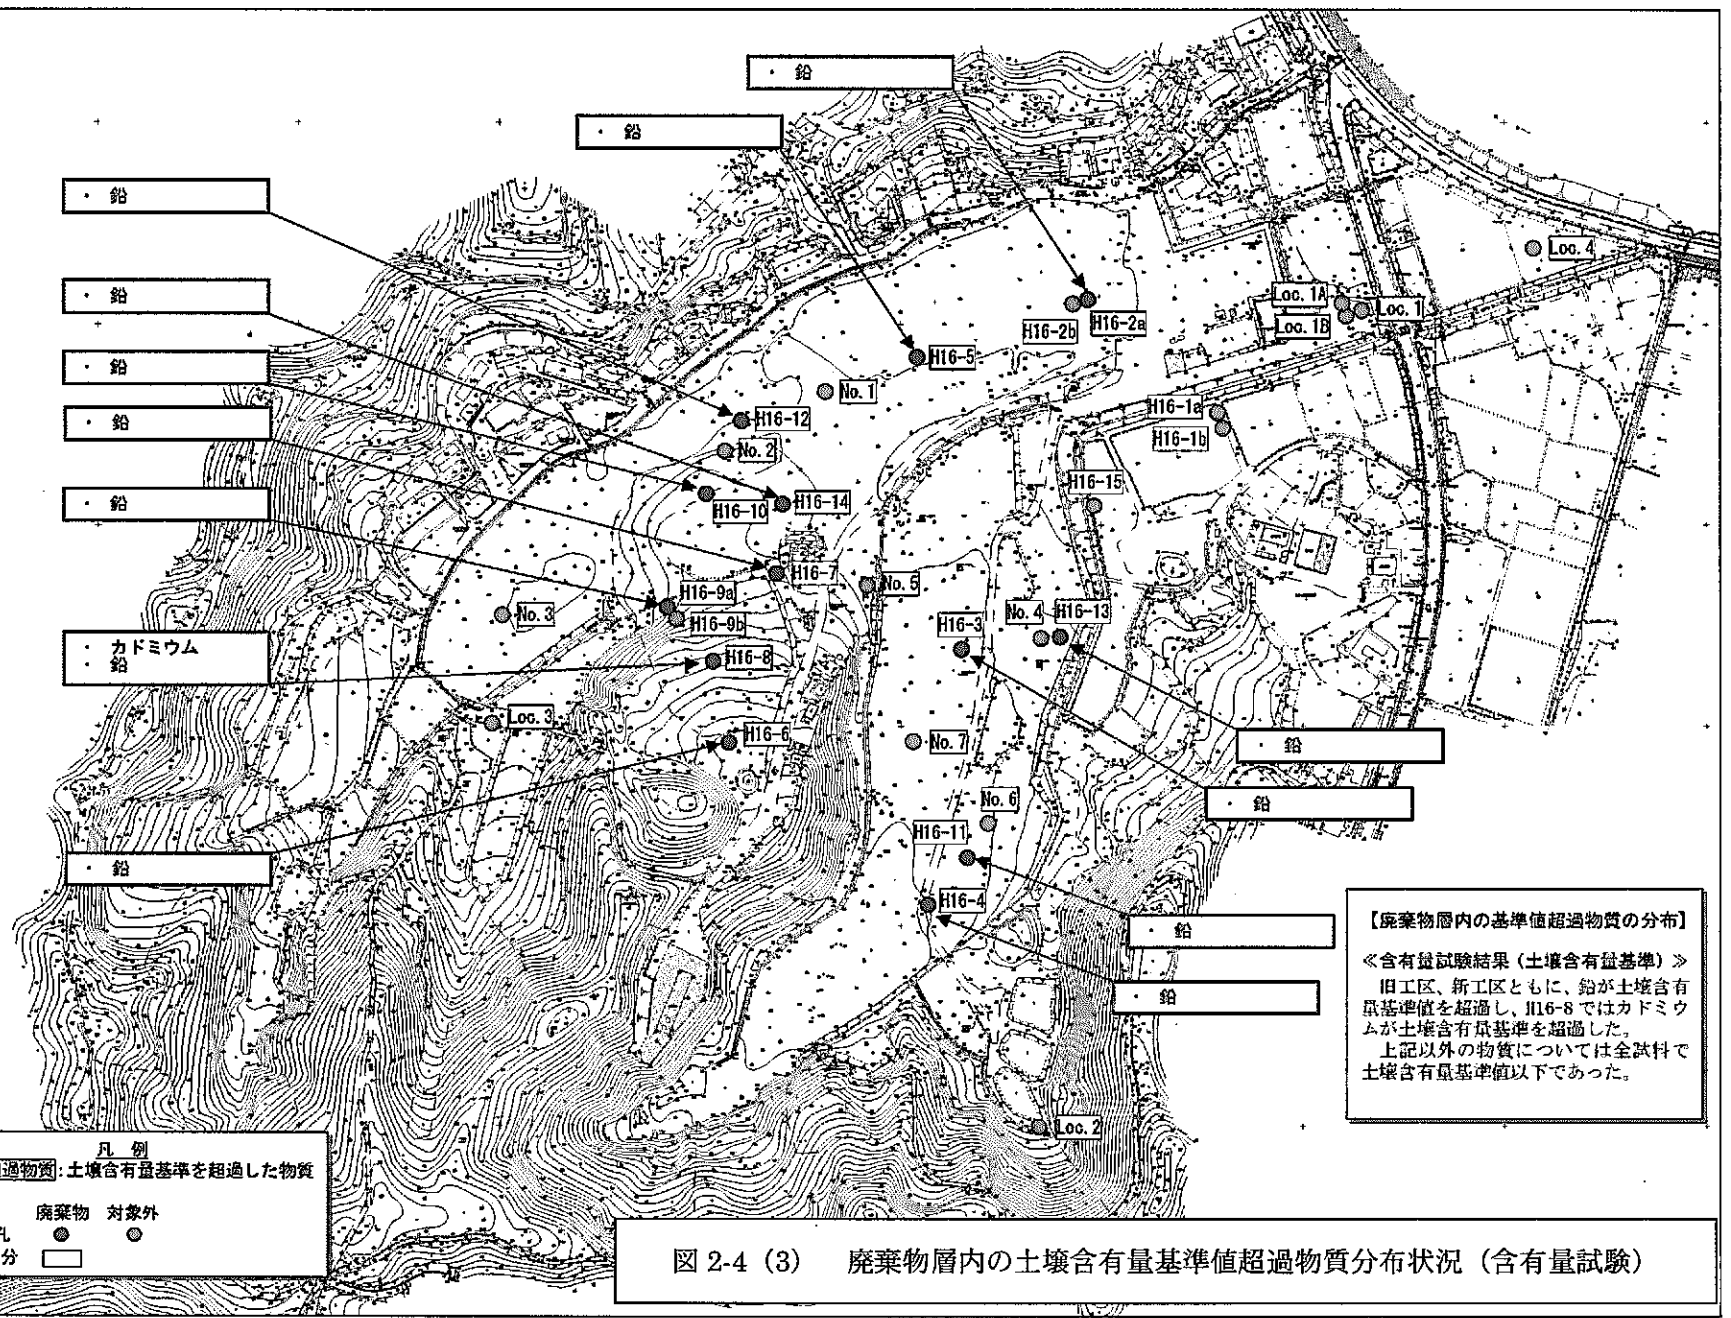 ・ 鉛
・ 鉛
・ 鉛
・ 鉛
・ 鉛
・ 鉛
・ 鉛
・ カドミウム
・ 鉛
・ 鉛
・ 鉛
・ 鉛
・ 鉛
・ 鉛
Loc. 4
Loc. 1A
Loc. 1
Loc. 1B
H16-2b
H16-2a
H16-5
No. 1
H16-12
H16-1a
H16-1b
No. 2
H16-15
H16-10
H16-14
H16-7
No. 5
H16-9a
H16-9b
No. 3
No. 4
H16-13
H16-3
H16-8
Loc. 3
H16-6
No. 7
No. 6
H16-11
H16-4
Loc. 2
【廃棄物層内の基準値超過物質の分布】
≪含有量試験結果（土壌含有量基準）≫
旧工区、新工区ともに、鉛が土壌含有
量基準値を超過し、H16-8 ではカドミウ
ムが土壌含有量基準を超過した。
上記以外の物質については全試料で
土壌含有量基準値以下であった。
凡 例
過物質:土壌含有量基準を超過した物質
廃棄物 対象外
孔
分
図 2-4（3） 廃棄物層内の土壌含有量基準値超過物質分布状況（含有量試験）